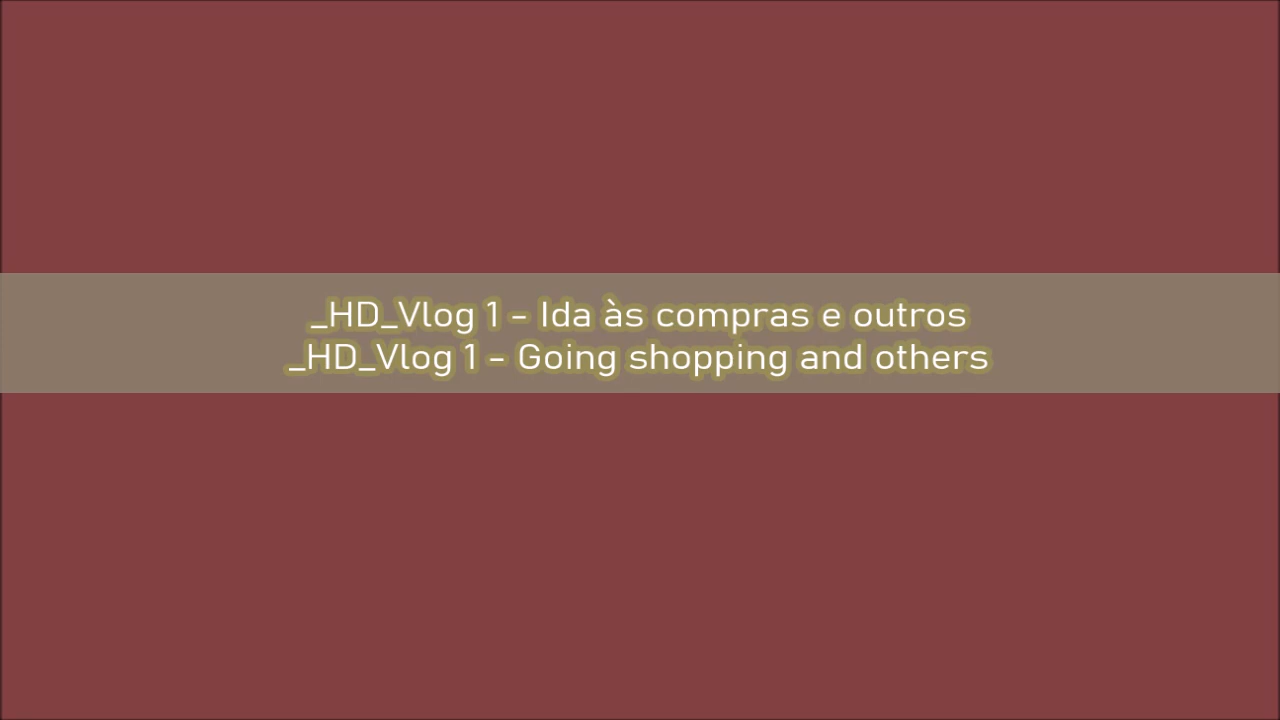 _HD_Vlog 1 - Ida às compras e outros
_HD_Vlog 1 - Going shopping and others